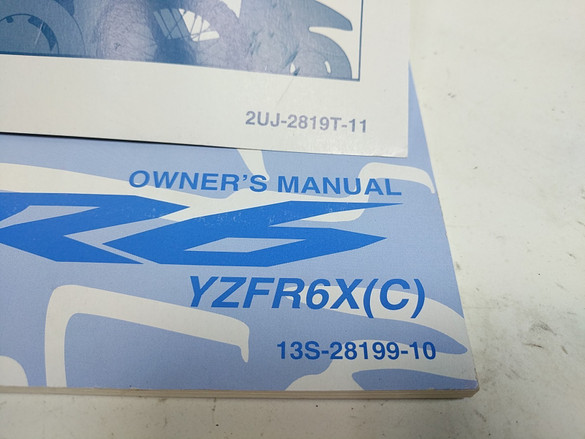 2UJ-2819T-11
OWNER'S MANUAL
R6
YZFR6X(C)
13S-28199-10